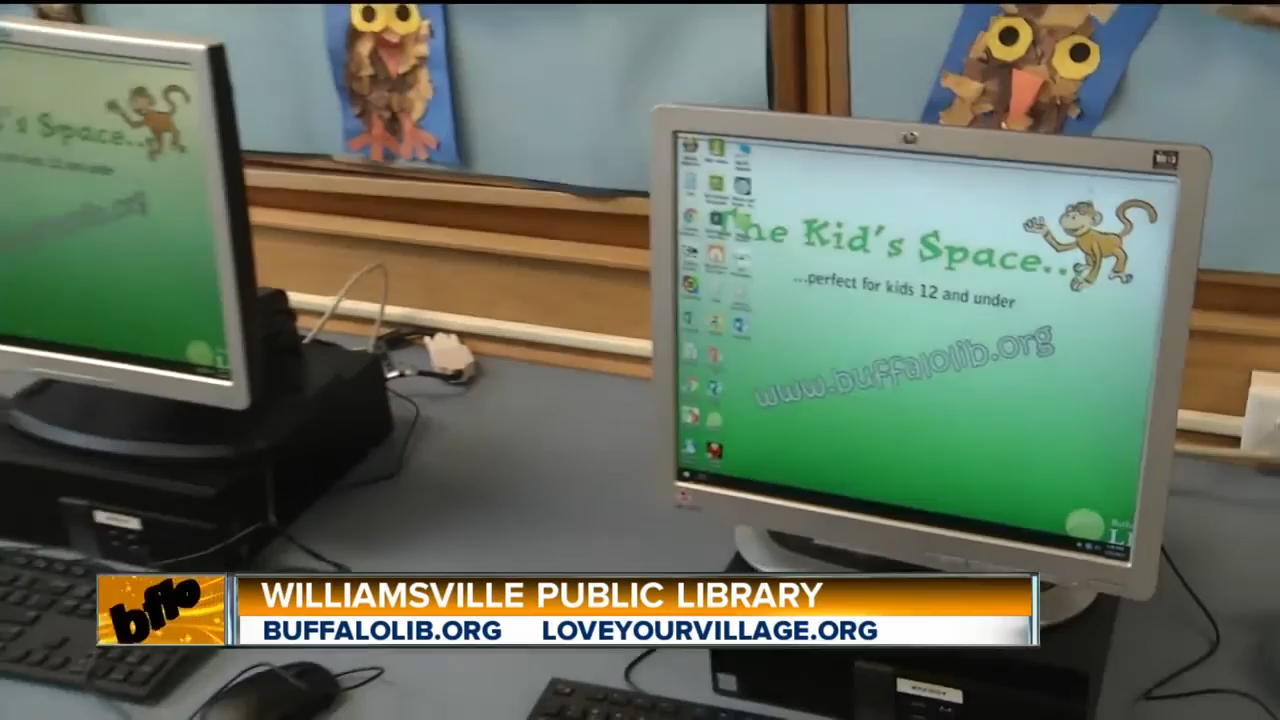 's Space...
The Kid's Space...
...perfect for kids 12 and under
www.buffalolib.org
bflo
WILLIAMSVILLE PUBLIC LIBRARY
BUFFALOLIB.ORG LOVEYOURVILLAGE.ORG